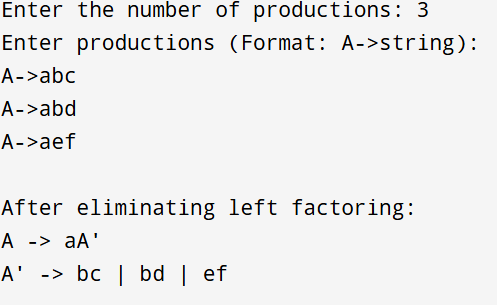 Enter the number of productions: 3
Enter productions (Format: A->string):
A->abc
A->abd
A->aef
After eliminating left factoring:
A -> aA'
A' -> bc | bd | ef